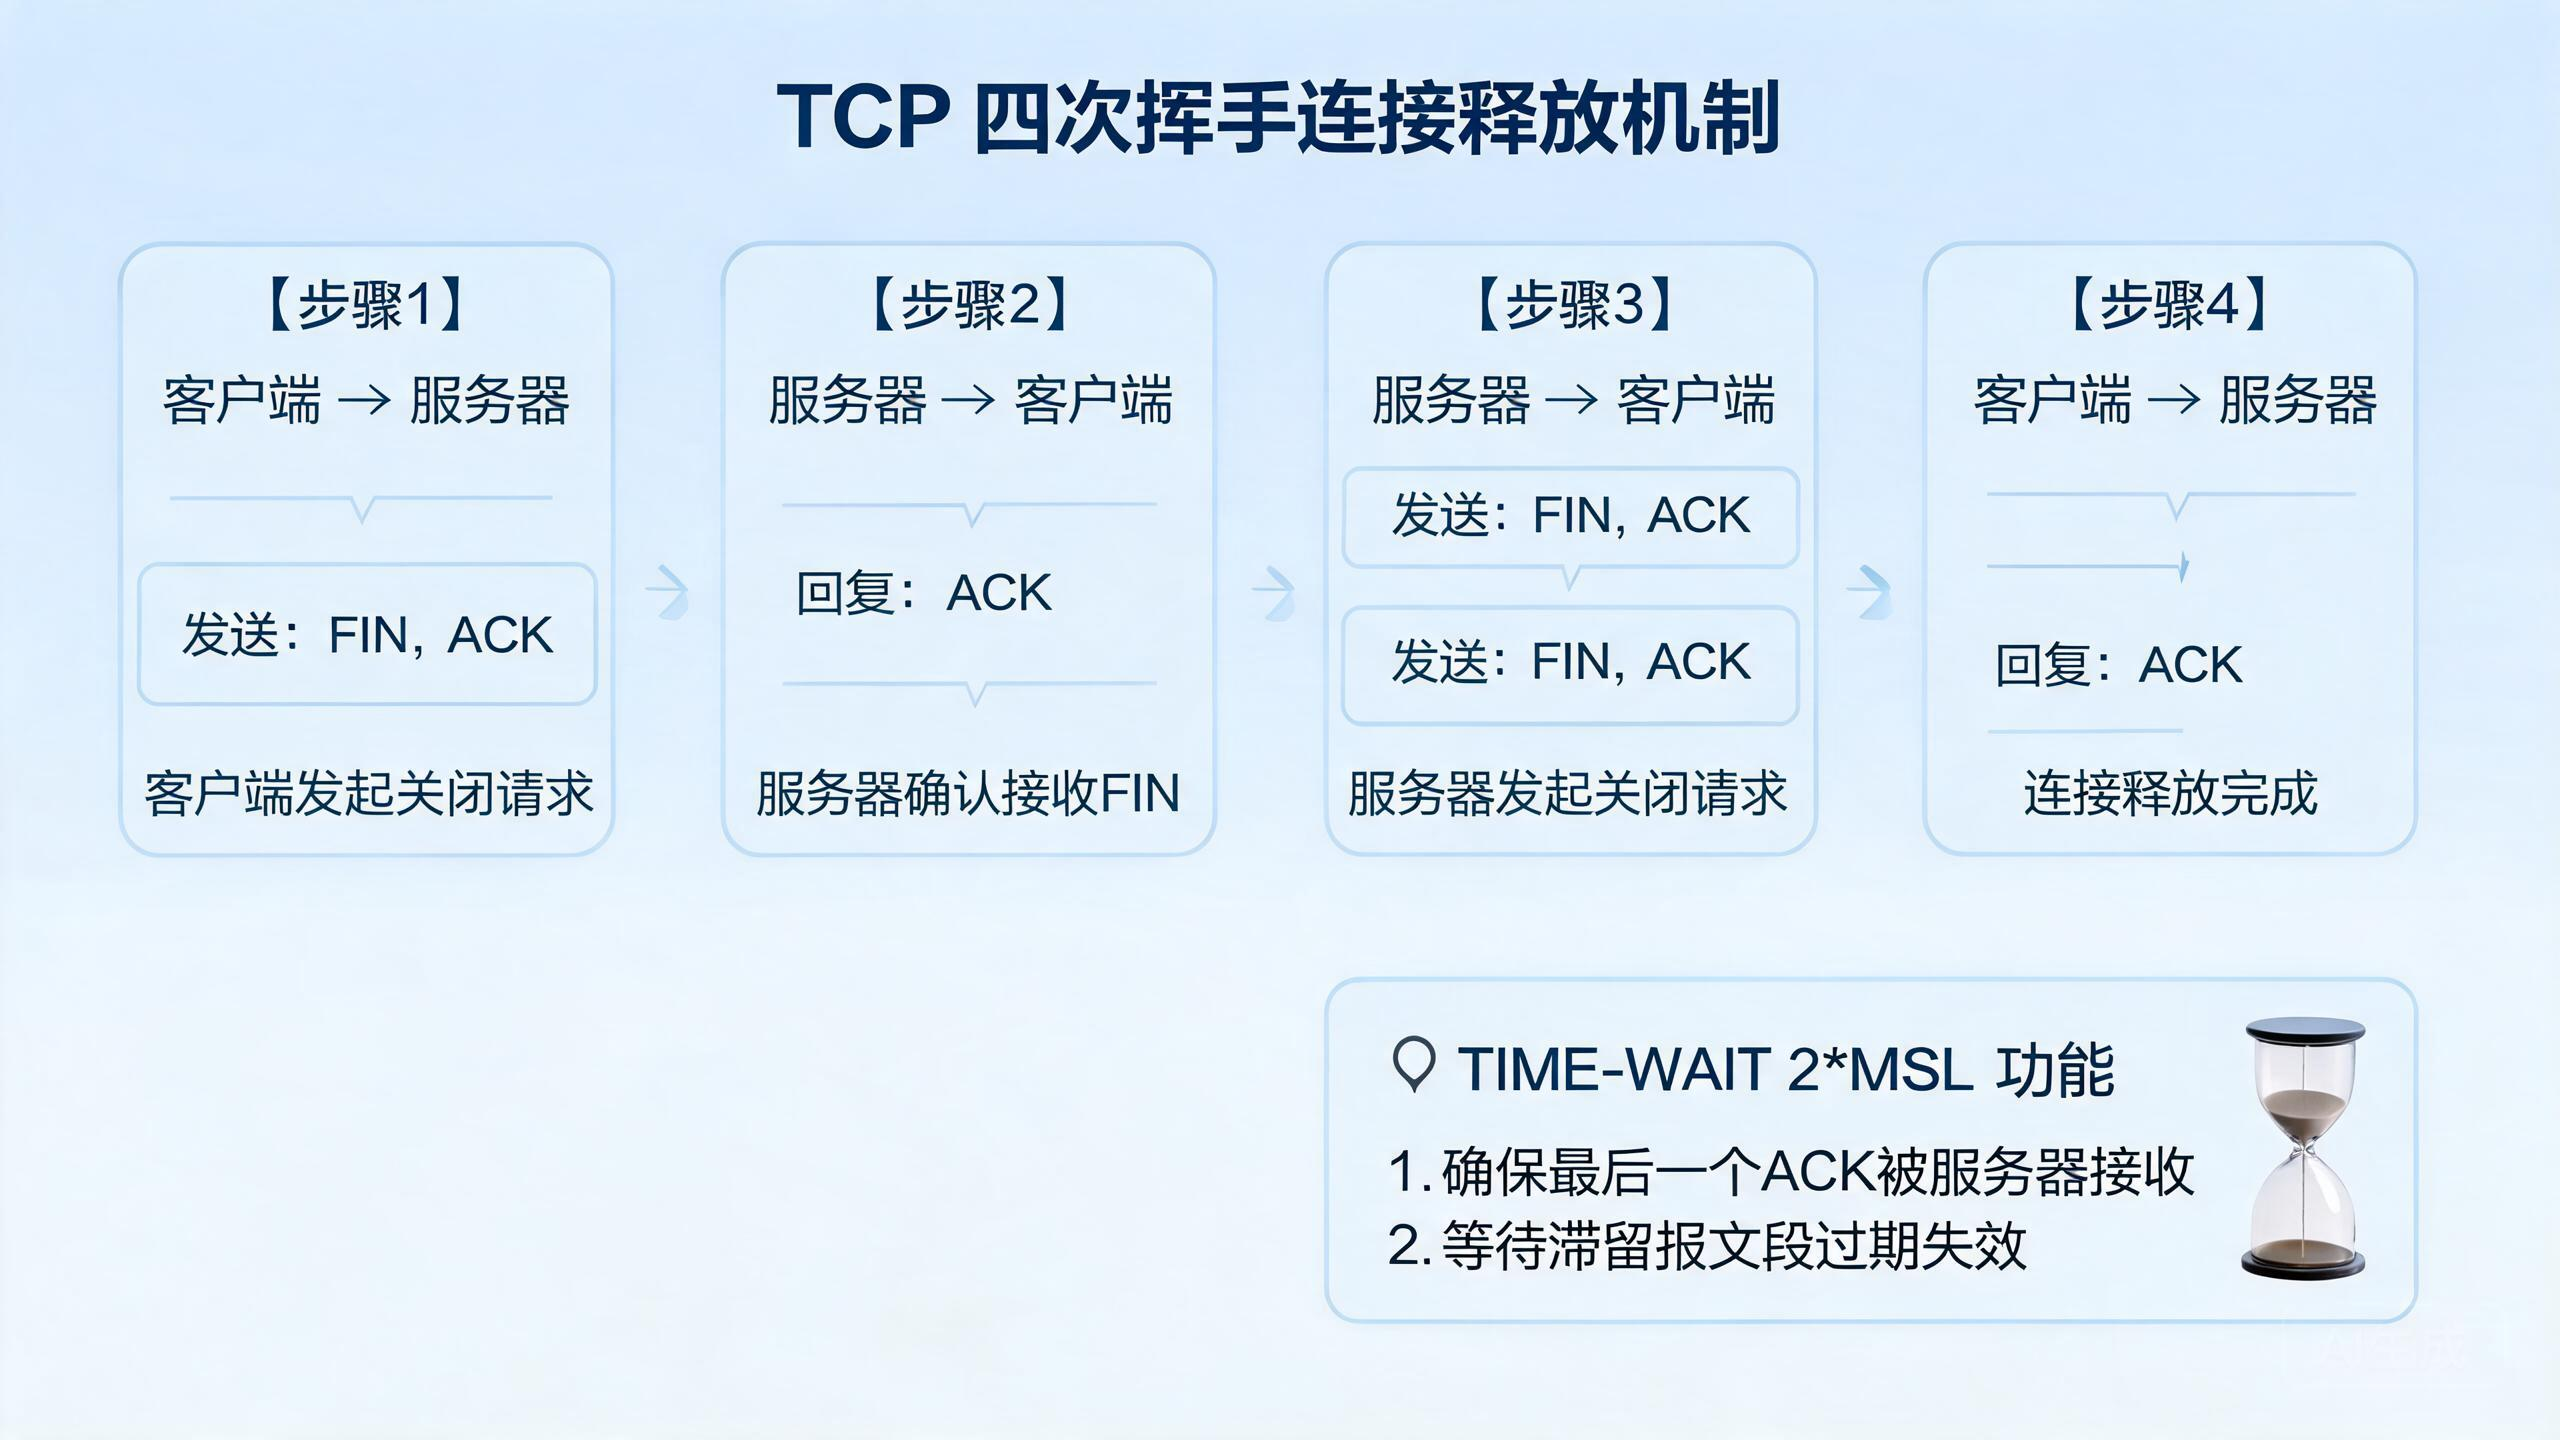 TCP 四次挥手连接释放机制
【步骤1】
客户端 → 服务器
发送：FIN, ACK
客户端发起关闭请求
【步骤2】
服务器 → 客户端
回复：ACK
服务器确认接收FIN
【步骤3】
服务器 → 客户端
发送：FIN, ACK
发送：FIN, ACK
服务器发起关闭请求
【步骤4】
客户端 → 服务器
回复：ACK
连接释放完成
TIME-WAIT 2*MSL 功能
1.确保最后一个ACK被服务器接收
2.等待滞留报文段过期失效
AI生成